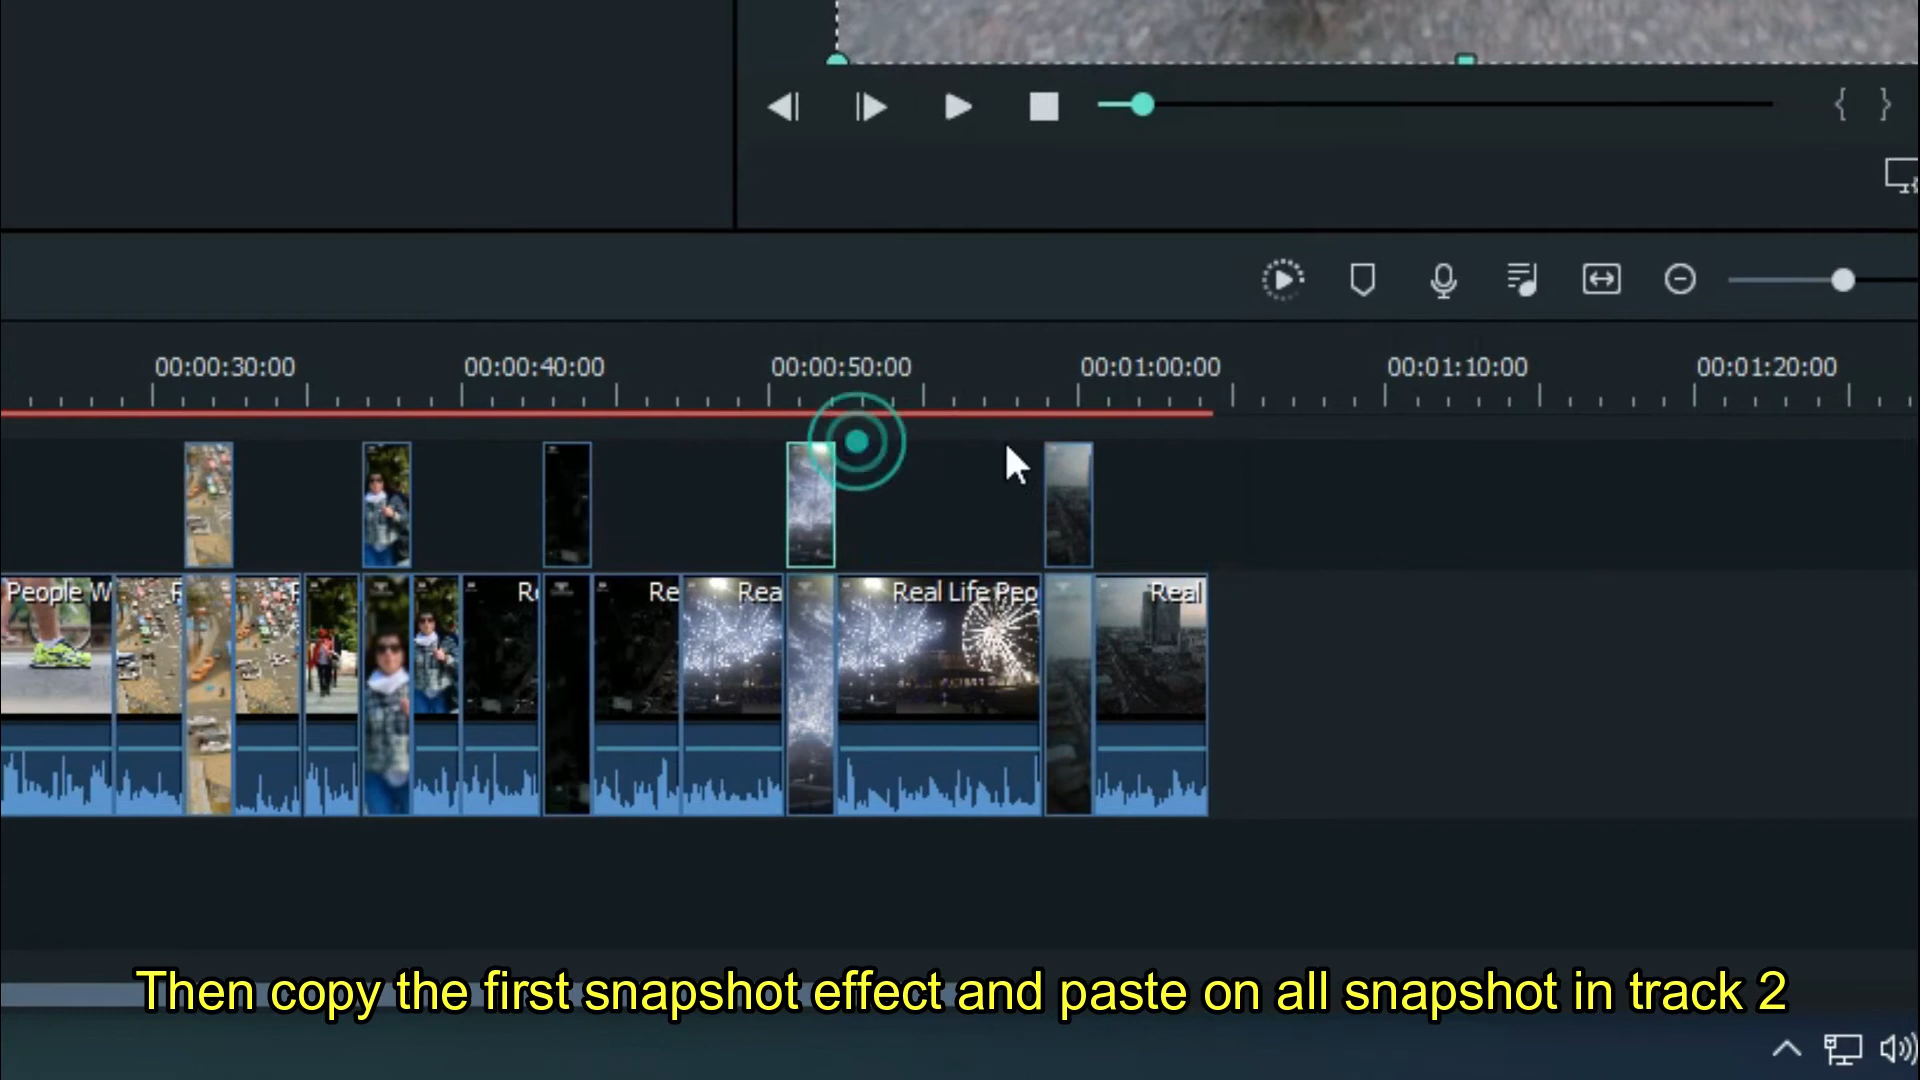 00:00:30:00 00:00:40:00 00:00:50:00 00:01:00:00 00:01:10:00 00:01:20:00
People W R F Re Re Rea Real Life Peo Real
Then copy the first snapshot effect and paste on all snapshot in track 2